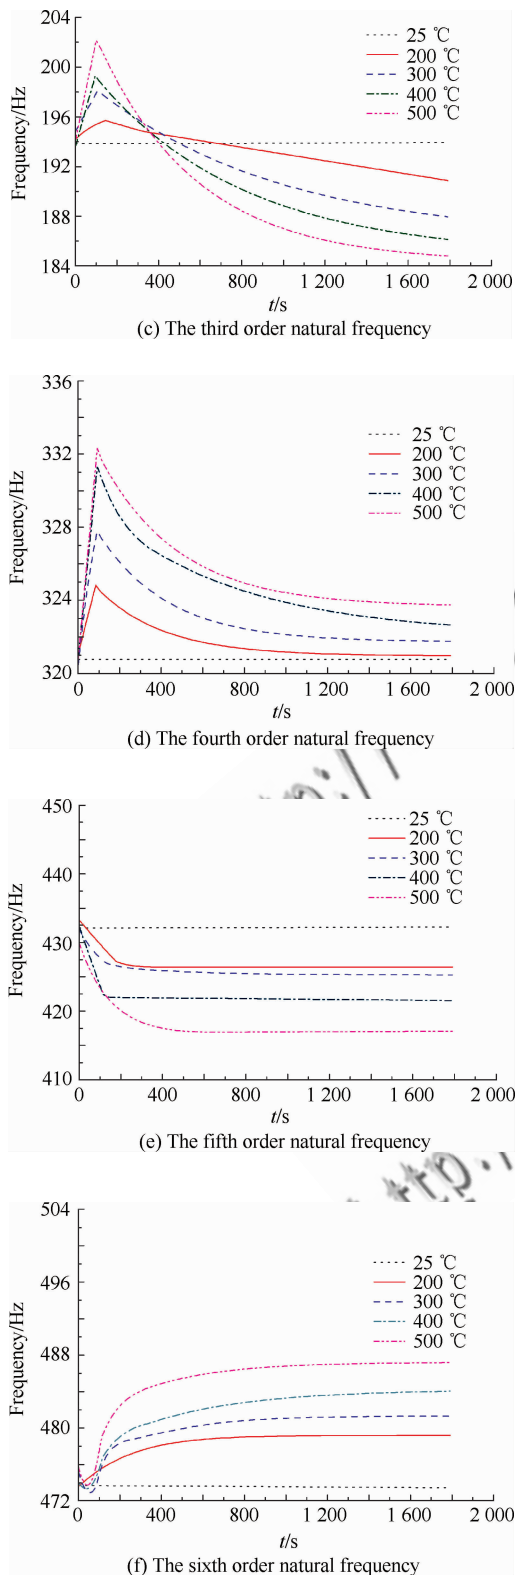 204
200
196
192
188
184
Frequency/Hz
25 ℃
200 ℃
300 ℃
400 ℃
500 ℃
0 400 800 1 200 1 600 2 000
t/s
(c) The third order natural frequency
336
332
328
324
320
Frequency/Hz
25 ℃
200 ℃
300 ℃
400 ℃
500 ℃
0 400 800 1 200 1 600 2 000
t/s
(d) The fourth order natural frequency
ttp://
450
440
430
420
410
Frequency/Hz
25 ℃
200 ℃
300 ℃
400 ℃
500 ℃
0 400 800 1 200 1 600 2 000
t/s
(e) The fifth order natural frequency
504
496
488
480
472
Frequency/Hz
25 ℃
200 ℃
300 ℃
400 ℃
500 ℃
0 400 800 1 200 1 600 2 000
t/s
(f) The sixth order natural frequency